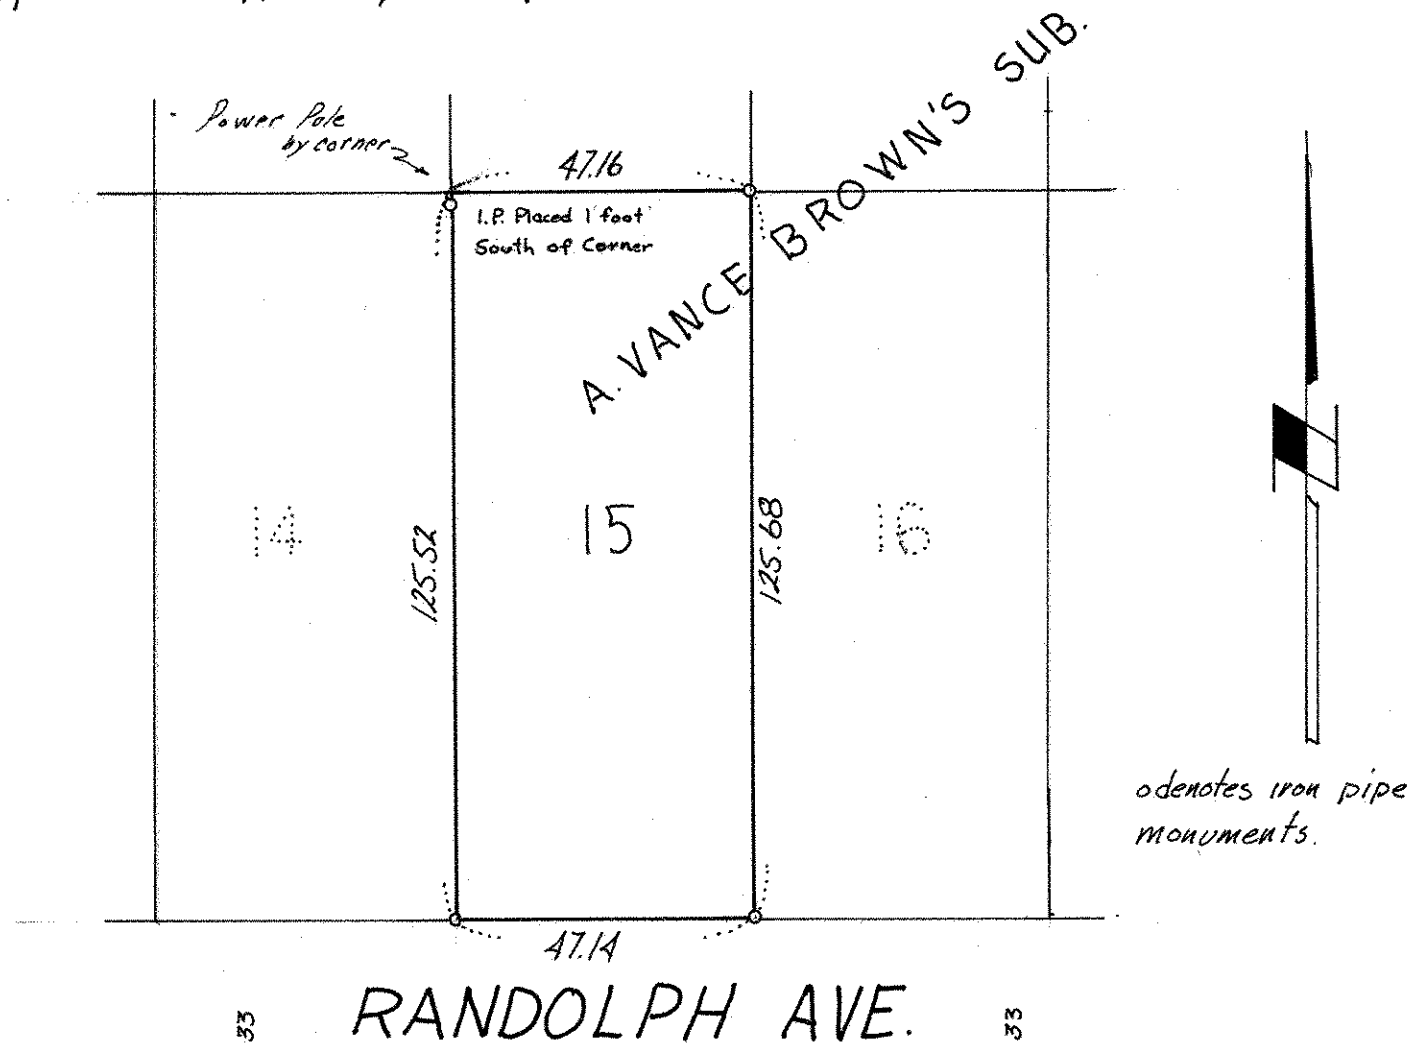 A. VANCE BROWN'S SUB.
Power Pole
by corner
47.16
I.P. Placed 1 foot
South of Corner
14
125.52
15
125.68
16
N
o denotes iron pipe
monuments.
47.14
33
RANDOLPH AVE.
33